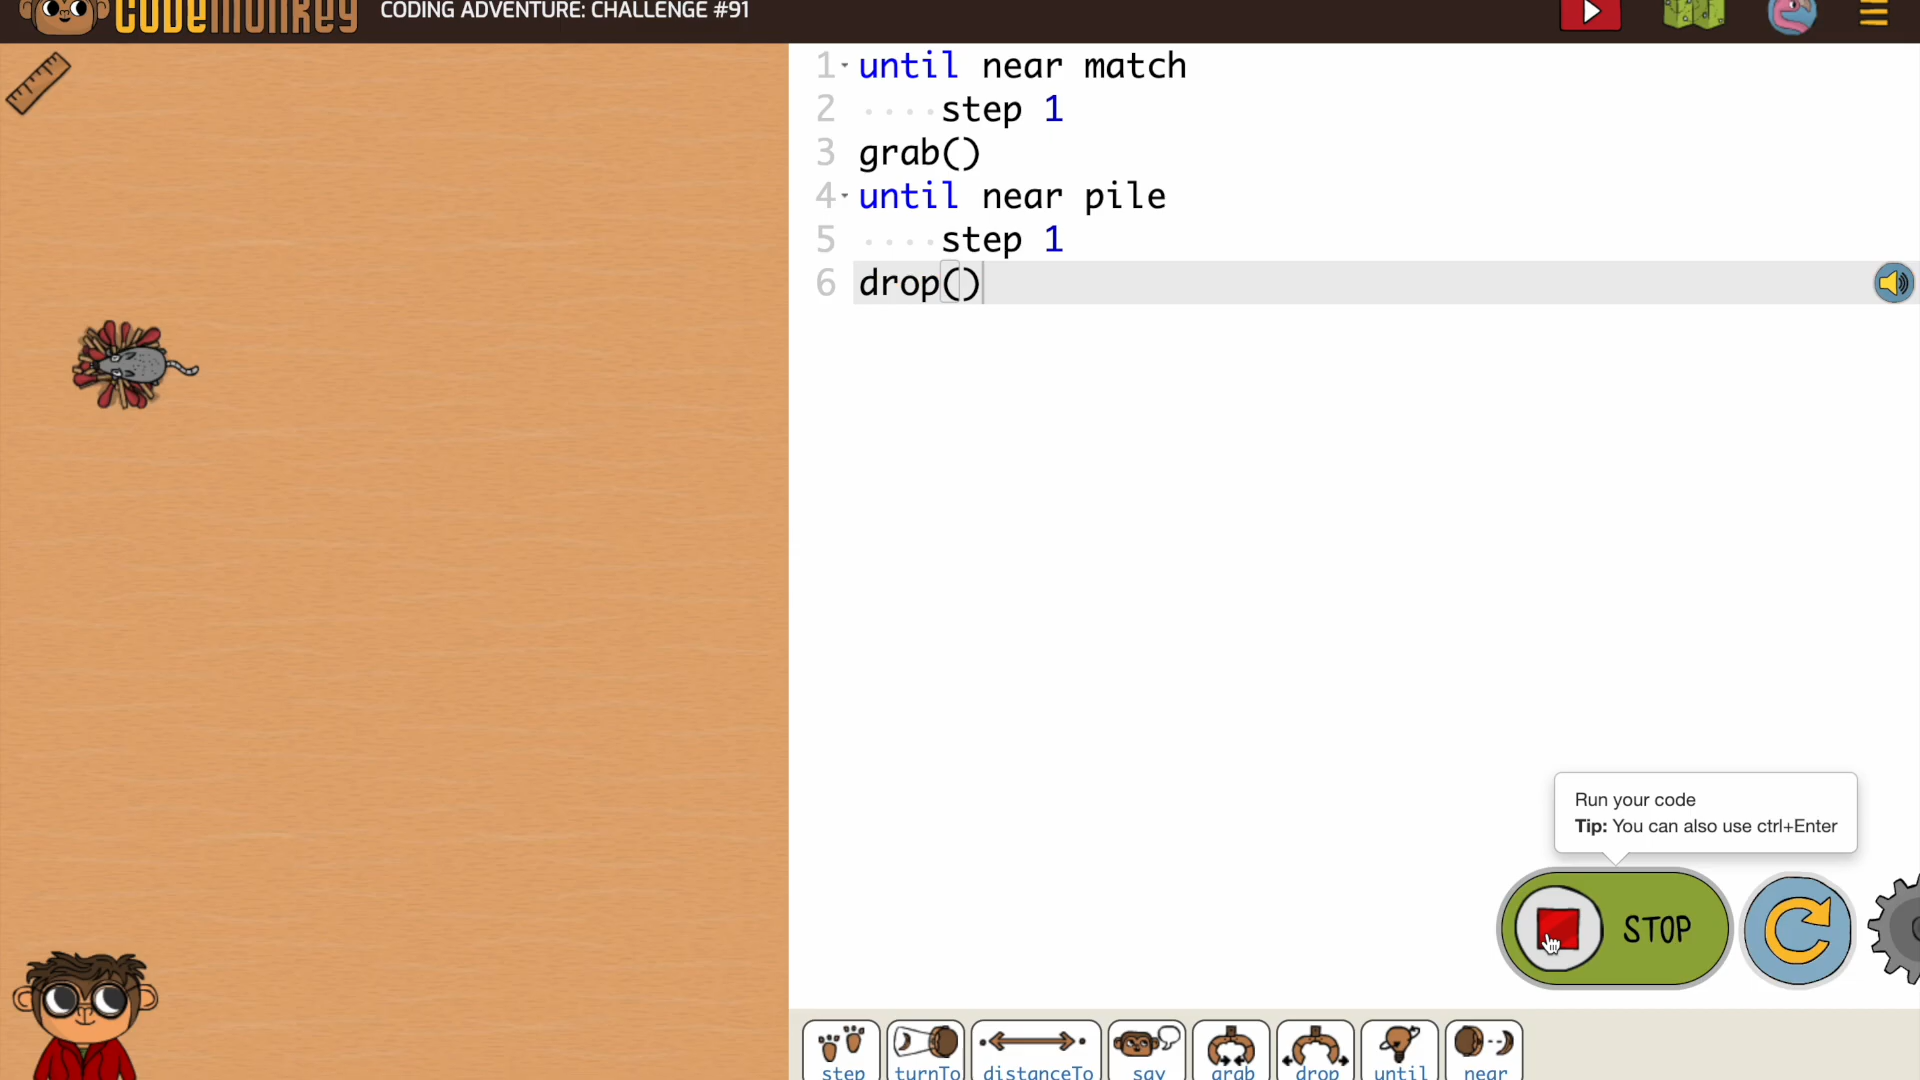 CODEMONKEY CODING ADVENTURE: CHALLENGE #91
1 until near match
2 ····step 1
3 grab()
4 until near pile
5 ····step 1
6 drop()
Run your code
Tip: You can also use ctrl+Enter
STOP
step turnTo distanceTo say grab drop until near